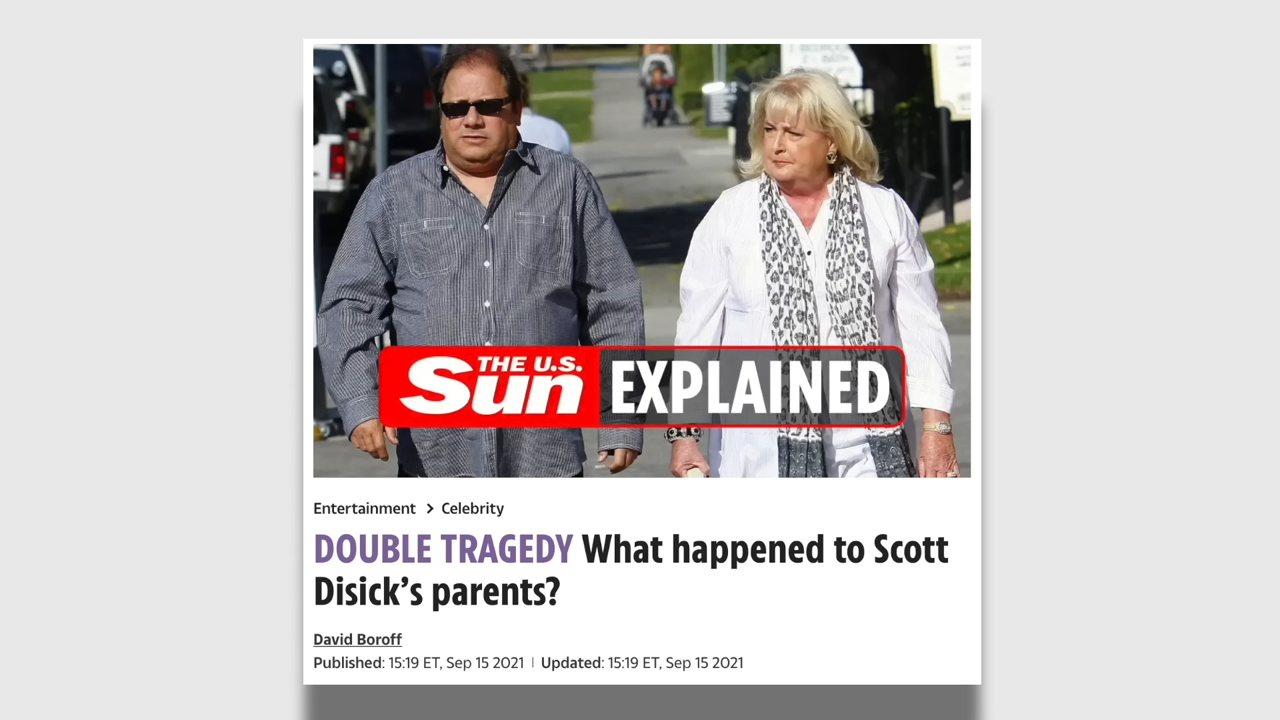 THE U.S.
Sun EXPLAINED
Entertainment > Celebrity
DOUBLE TRAGEDY What happened to Scott
Disick’s parents?
David Boroff
Published: 15:19 ET, Sep 15 2021 | Updated: 15:19 ET, Sep 15 2021